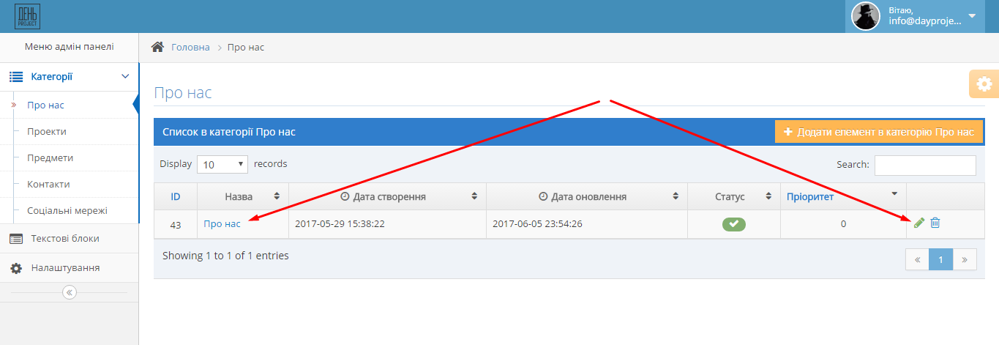 ДЕНЬ
PROJECT
Вітаю,
info@dayproje...
Меню адмін панелі
Головна > Про нас
Категорії
Про нас
Проекти
Предмети
Контакти
Соціальні мережі
Текстові блоки
Налаштування
Про нас
Список в категорії Про нас
+ Додати елемент в категорію Про нас
Display 10 records
Search:
ID Назва Дата створення Дата оновлення Статус Пріоритет
43 Про нас 2017-05-29 15:38:22 2017-06-05 23:54:26 0
Showing 1 to 1 of 1 entries
« 1 »